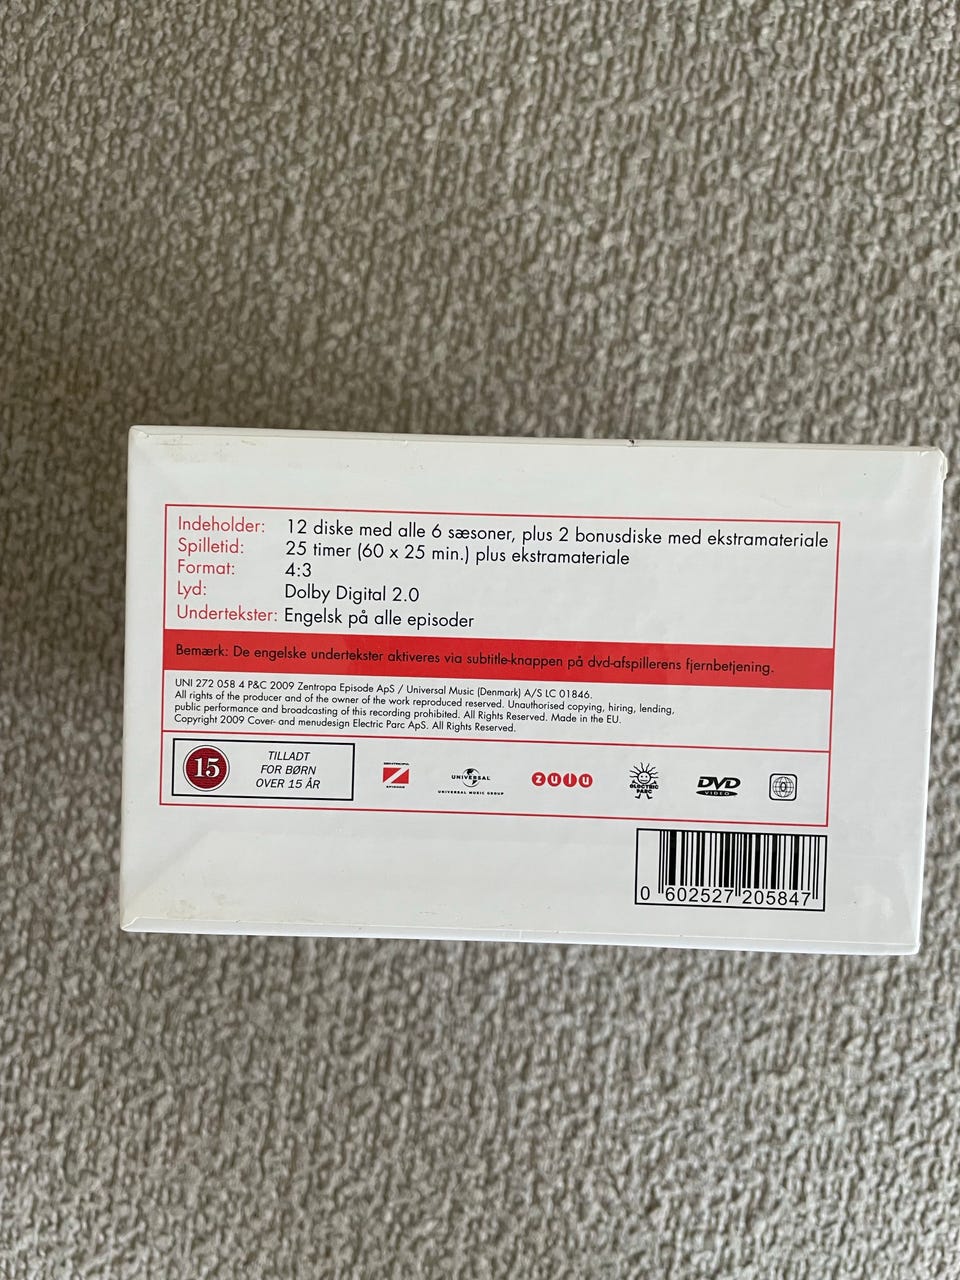 Indeholder: 12 diske med alle 6 sæsoner, plus 2 bonusdiske med ekstramateriale
Spilletid: 25 timer (60 x 25 min.) plus ekstramateriale
Format: 4:3
Lyd: Dolby Digital 2.0
Undertekster: Engelsk på alle episoder
Bemærk: De engelske undertekster aktiveres via subtitle-knappen på dvd-afspillerens fjernbetjening.
UNI 272 058 4 P&C 2009 Zentropa Episode ApS / Universal Music (Denmark) A/S LC 01846.
All rights of the producer and of the owner of the work reproduced reserved. Unauthorised copying, hiring, lending,
public performance and broadcasting of this recording prohibited. All Rights Reserved. Made in the EU.
Copyright 2009 Cover- and menudesign Electric Parc ApS. All Rights Reserved.
15
TILLADT
FOR BØRN
OVER 15 ÅR
Z
EPISODE
UNIVERSAL
UNIVERSAL MUSIC GROUP
ZULU
ELECTRIC
PARC
DVD
VIDEO
0
0 602527 205847